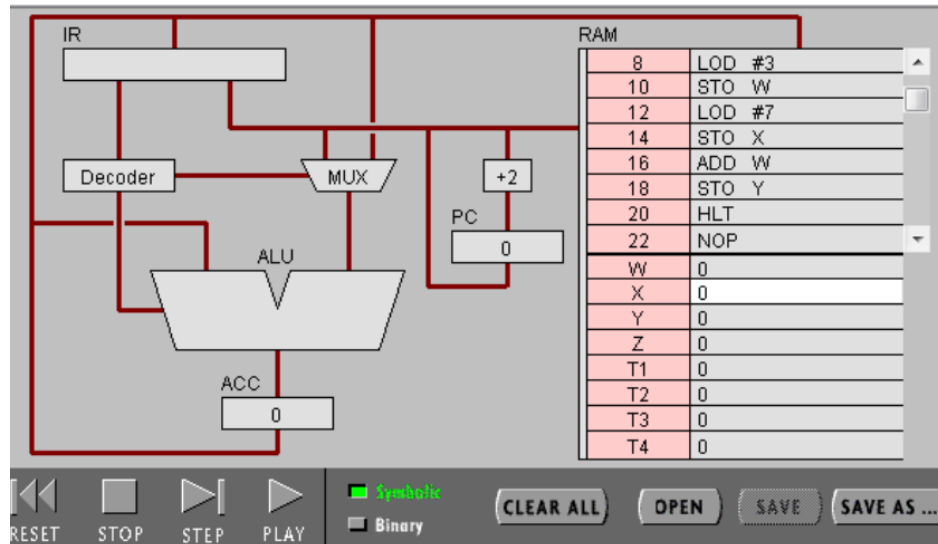 IR
RAM
8 LOD #3
10 STO W
12 LOD #7
14 STO X
16 ADD W
18 STO Y
20 HLT
22 NOP
W 0
X 0
Y 0
Z 0
T1 0
T2 0
T3 0
T4 0
Decoder
MUX
+2
PC
0
ALU
ACC
0
RESET
STOP
STEP
PLAY
Symbolic
Binary
CLEAR ALL
OPEN
SAVE
SAVE AS ...